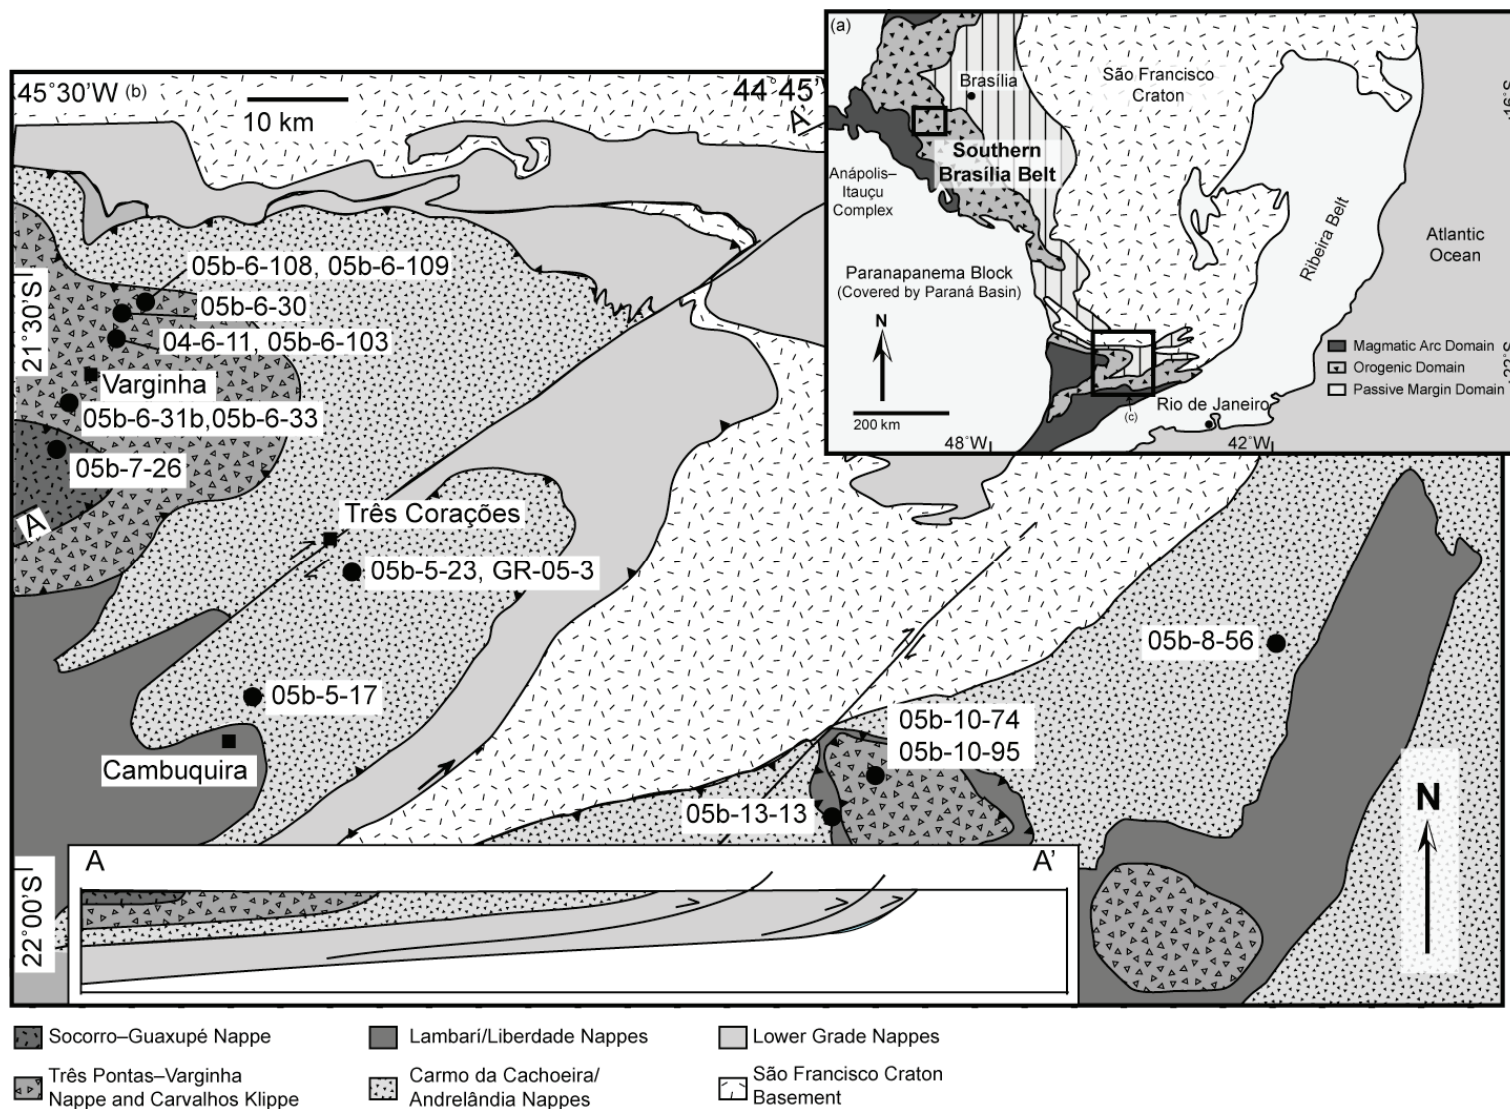 45°30'W (b)
10 km
44°45'
A'
(a)
Brasília
São Francisco
Craton
Southern
Brasília Belt
Anápolis–
Itauçu
Complex
Ribeira Belt
Atlantic
Ocean
Paranapanema Block
(Covered by Paraná Basin)
N
200 km
Magmatic Arc Domain
Orogenic Domain
Passive Margin Domain
Rio de Janeiro
(c)
48°W
42°W
16°S
22°S
21°30'S
05b-6-108, 05b-6-109
05b-6-30
04-6-11, 05b-6-103
Varginha
05b-6-31b,05b-6-33
05b-7-26
A
Três Corações
05b-5-23, GR-05-3
05b-8-56
05b-5-17
05b-10-74
05b-10-95
Cambuquira
05b-13-13
N
22°00'S
A
A'
Socorro–Guaxupé Nappe
Lambarí/Liberdade Nappes
Lower Grade Nappes
Três Pontas–Varginha
Nappe and Carvalhos Klippe
Carmo da Cachoeira/
Andrelândia Nappes
São Francisco Craton
Basement